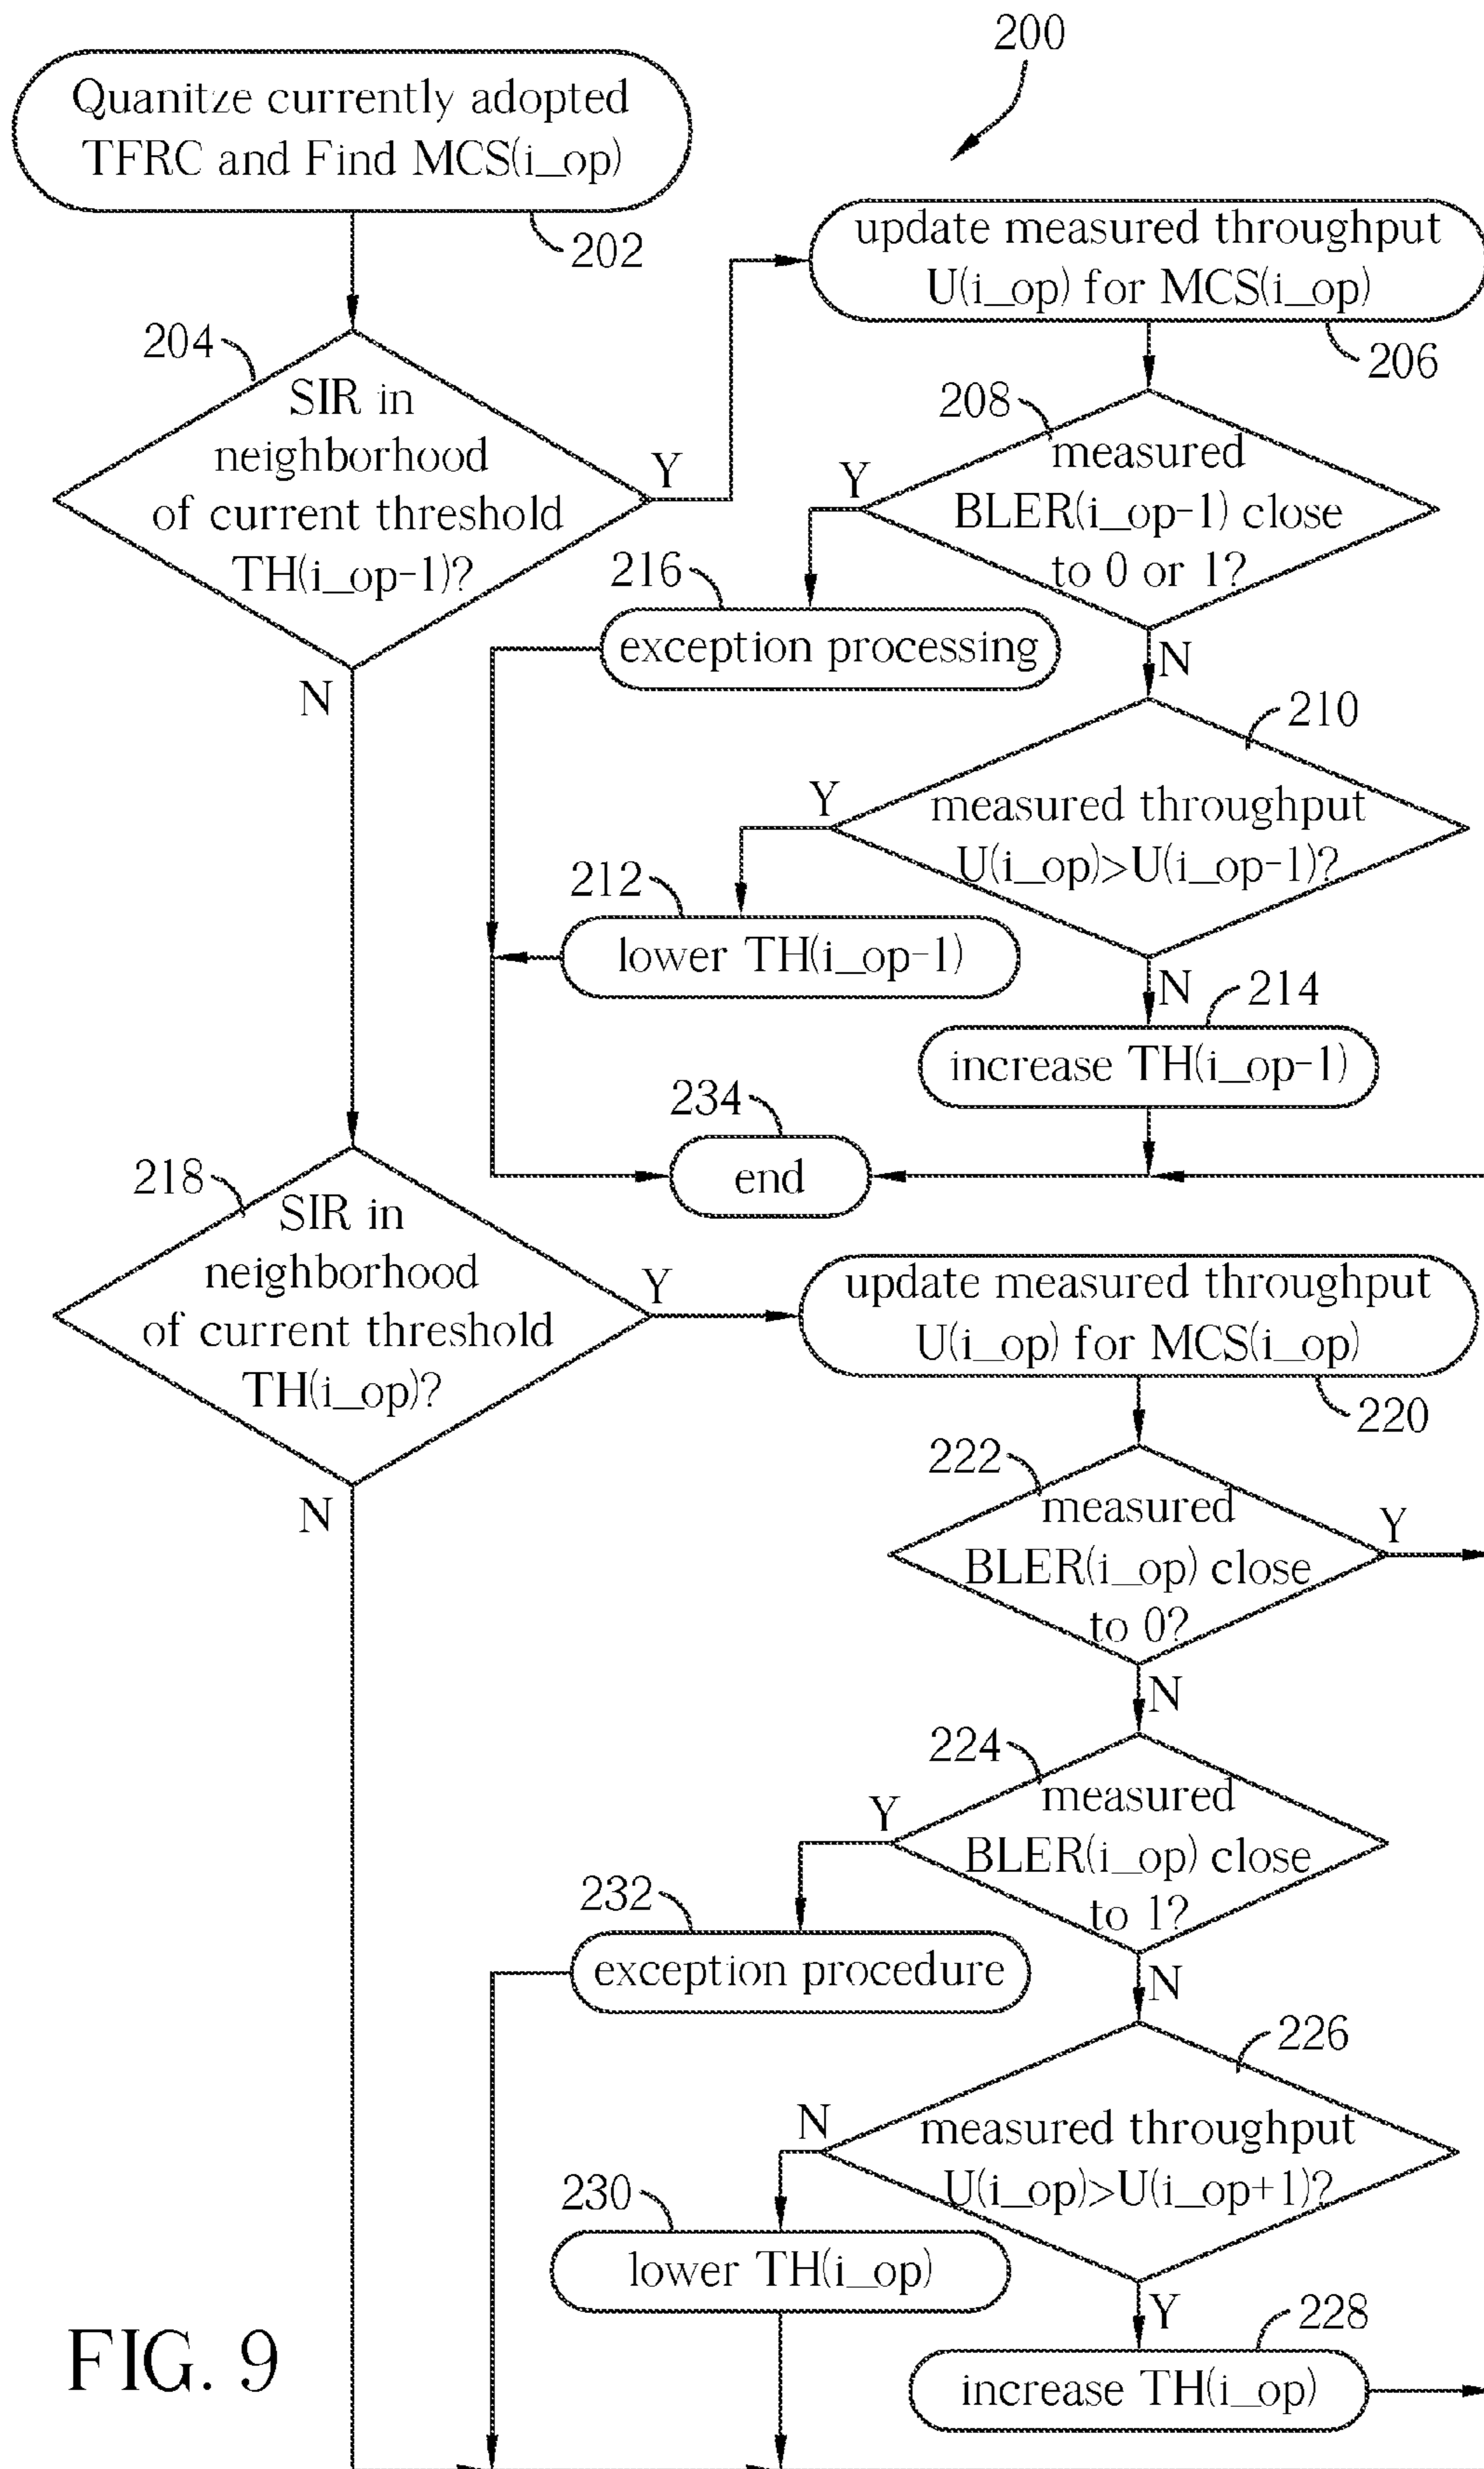 200
Quanitze currently adopted
TFRC and Find MCS(i_op)
202
update measured throughput
U(i_op) for MCS(i_op)
206
204
SIR in
neighborhood
of current threshold
TH(i_op-1)?
Y
N
208
measured
BLER(i_op-1) close
to 0 or 1?
Y
N
216
exception processing
210
measured throughput
U(i_op)>U(i_op-1)?
Y
N
212
lower TH(i_op-1)
214
increase TH(i_op-1)
234
end
218
SIR in
neighborhood
of current threshold
TH(i_op)?
Y
N
update measured throughput
U(i_op) for MCS(i_op)
220
222
measured
BLER(i_op) close
to 0?
Y
N
224
measured
BLER(i_op) close
to 1?
Y
N
232
exception procedure
226
measured throughput
U(i_op)>U(i_op+1)?
N
Y
230
lower TH(i_op)
228
increase TH(i_op)
FIG. 9